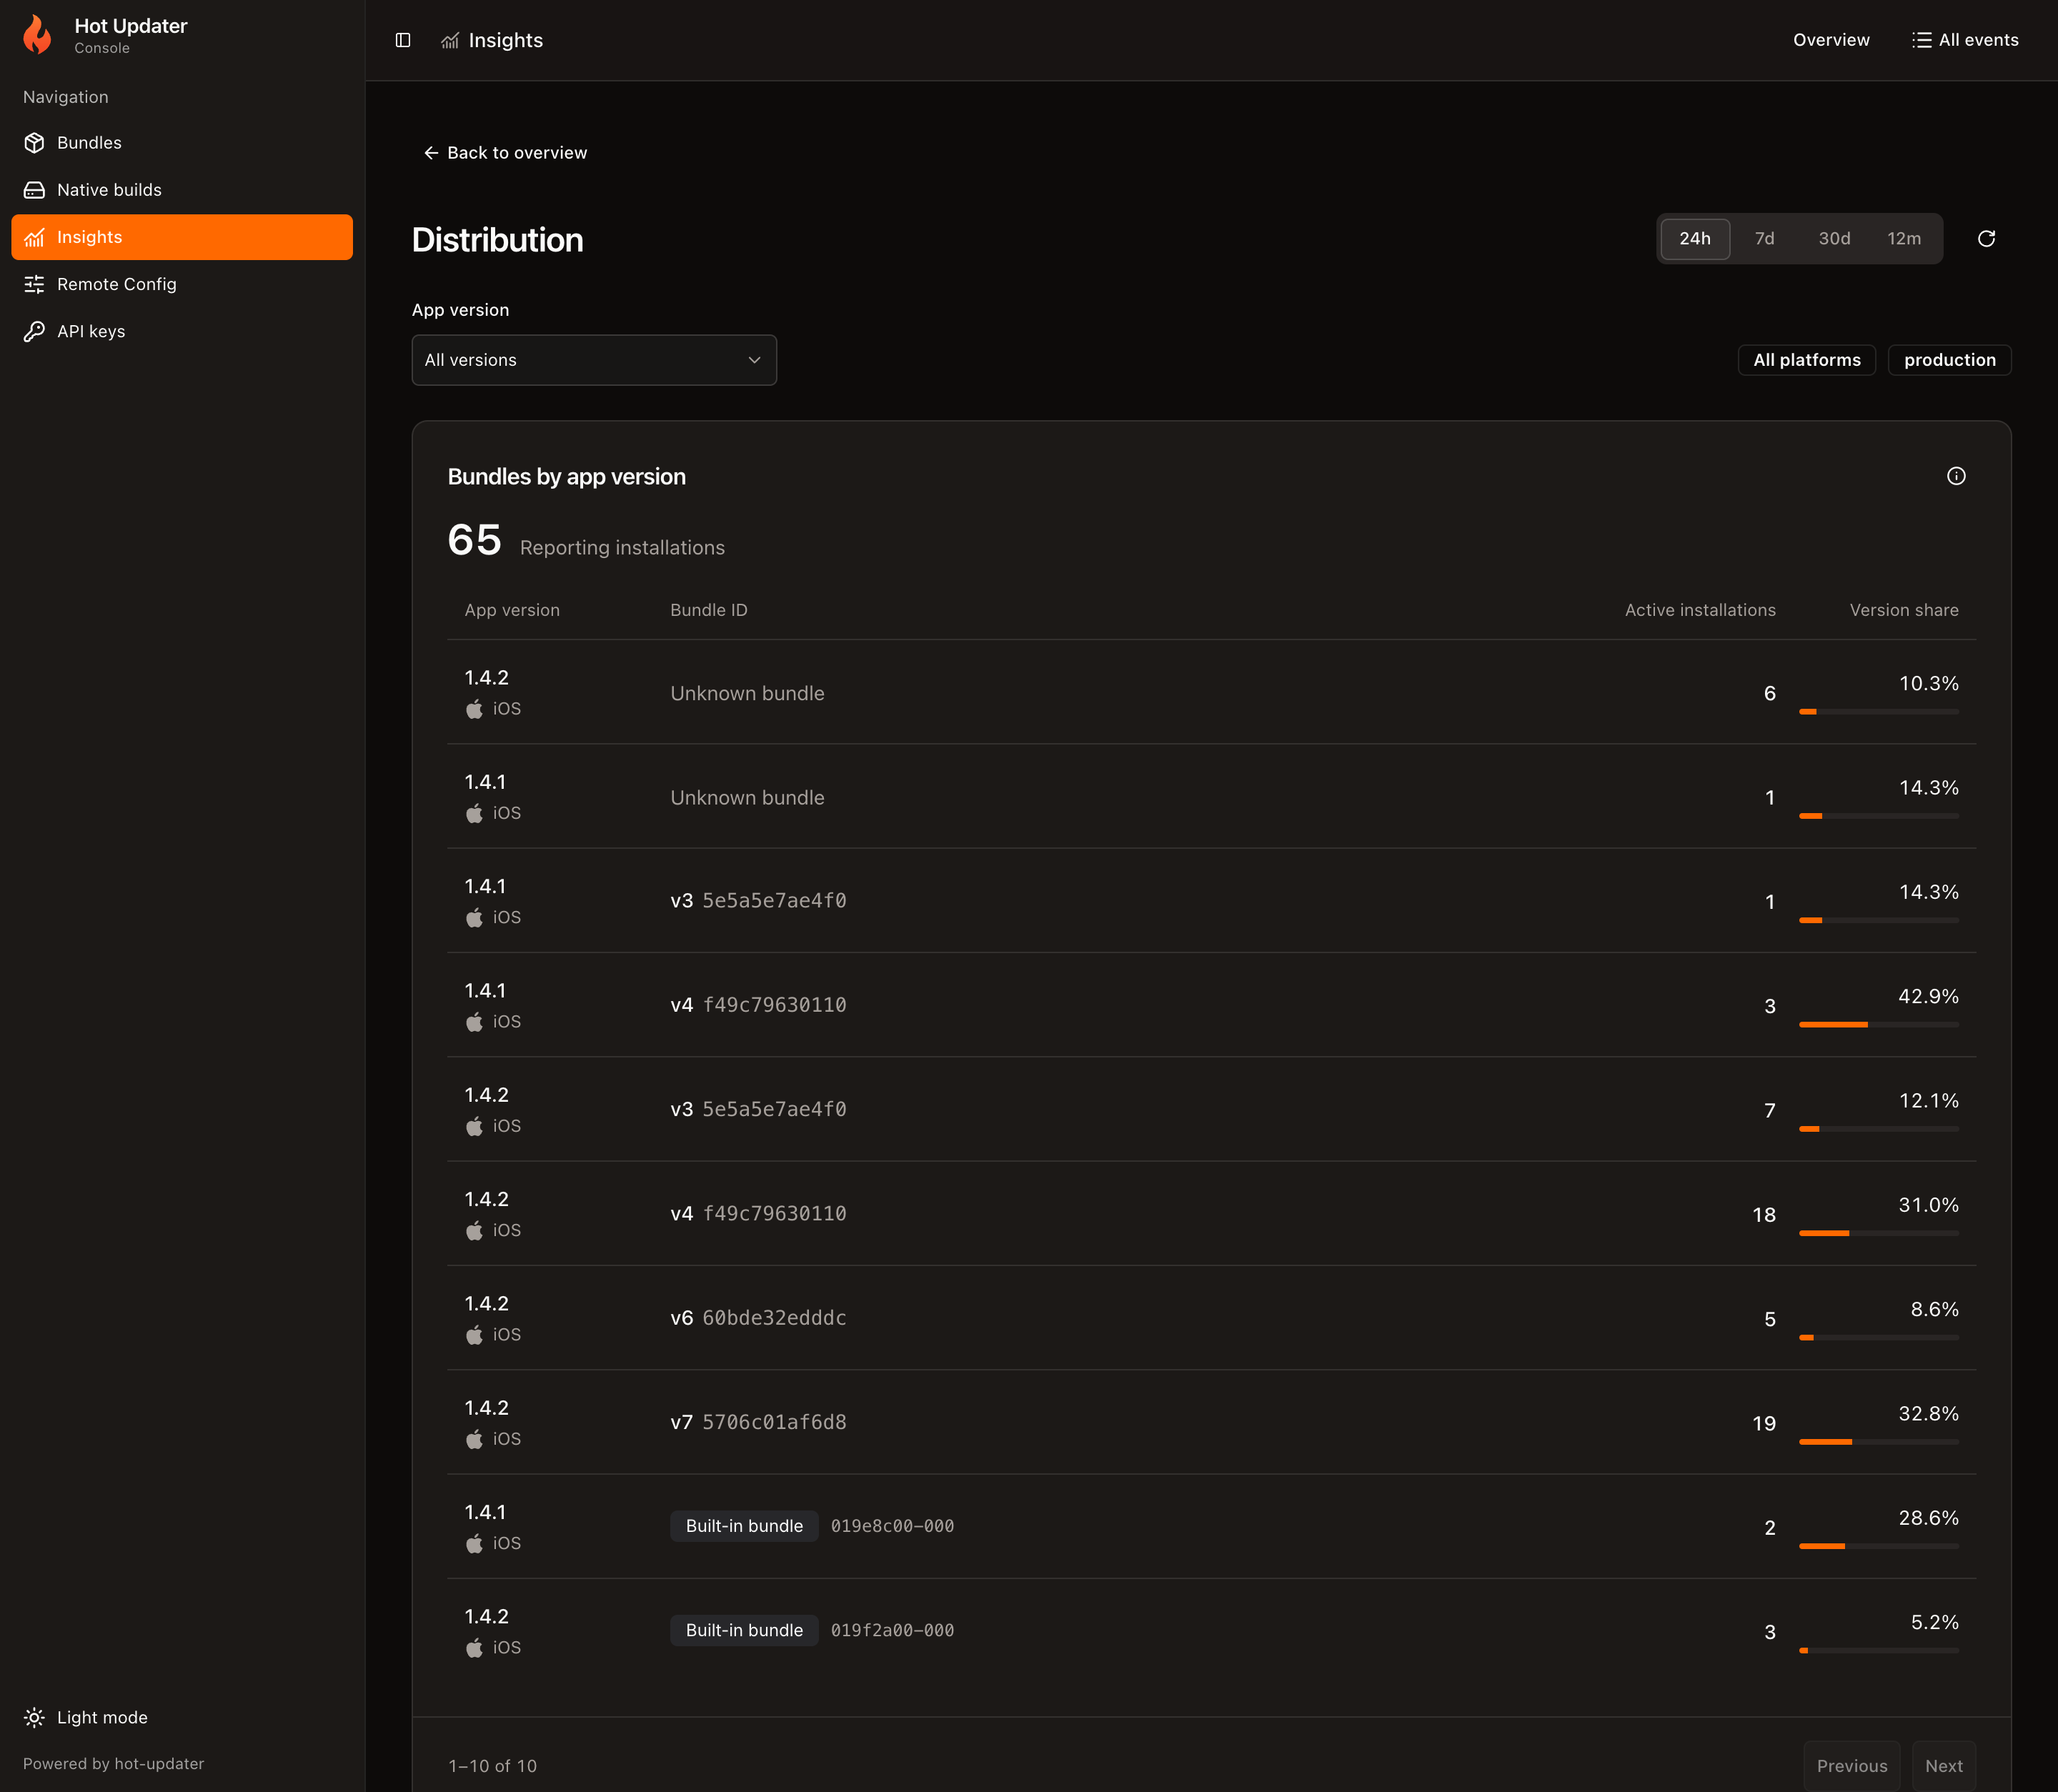 Hot Updater
Console
Navigation
Bundles
Native builds
Insights
Remote Config
API keys
Light mode
Powered by hot-updater
Insights
Overview
All events
Back to overview
Distribution
24h 7d 30d 12m
App version
All versions
All platforms production
Bundles by app version
65 Reporting installations
App version Bundle ID Active installations Version share
1.4.2
iOS
Unknown bundle 6 10.3%
1.4.1
iOS
Unknown bundle 1 14.3%
1.4.1
iOS
v3 5e5a5e7ae4f0 1 14.3%
1.4.1
iOS
v4 f49c79630110 3 42.9%
1.4.2
iOS
v3 5e5a5e7ae4f0 7 12.1%
1.4.2
iOS
v4 f49c79630110 18 31.0%
1.4.2
iOS
v6 60bde32edddc 5 8.6%
1.4.2
iOS
v7 5706c01af6d8 19 32.8%
1.4.1
iOS
Built-in bundle 019e8c00-000 2 28.6%
1.4.2
iOS
Built-in bundle 019f2a00-000 3 5.2%
1–10 of 10
Previous Next